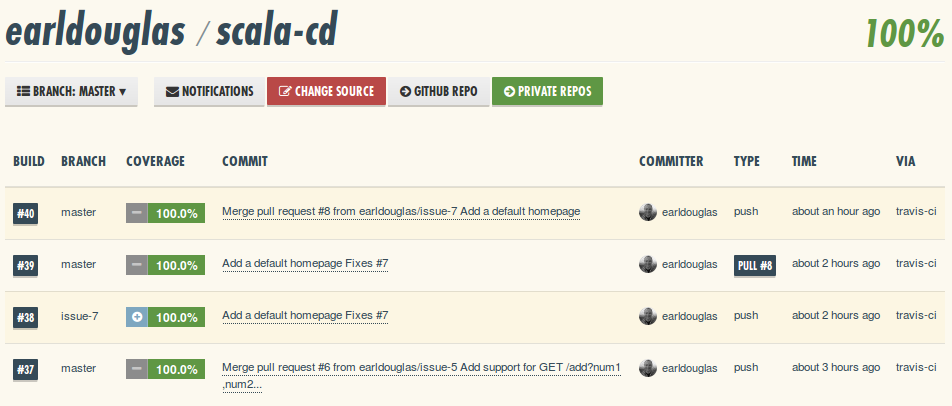 earldouglas / scala-cd 100%
BRANCH: MASTER ▾ NOTIFICATIONS CHANGE SOURCE GITHUB REPO PRIVATE REPOS
BUILD BRANCH COVERAGE COMMIT COMMITTER TYPE TIME VIA
#40 master 100.0% Merge pull request #8 from earldouglas/issue-7 Add a default homepage earldouglas push about an hour ago travis-ci
#39 master 100.0% Add a default homepage Fixes #7 earldouglas PULL #8 about 2 hours ago travis-ci
#38 issue-7 100.0% Add a default homepage Fixes #7 earldouglas push about 2 hours ago travis-ci
#37 master 100.0% Merge pull request #6 from earldouglas/issue-5 Add support for GET /add?num1 earldouglas push about 3 hours ago travis-ci
,num2...